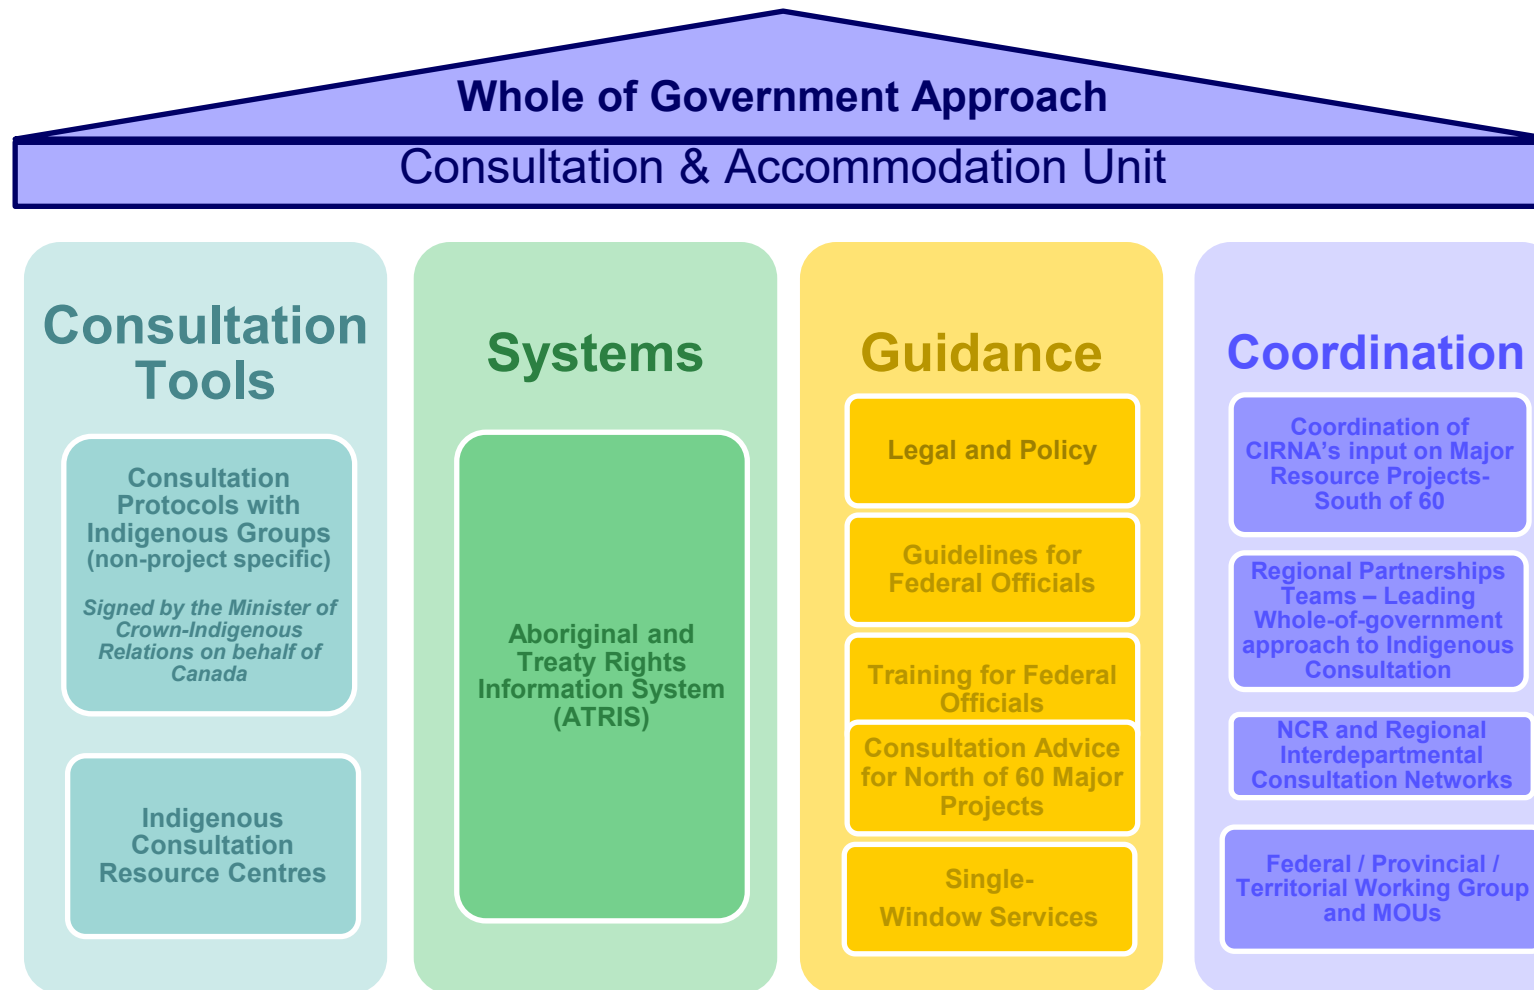 Whole of Government Approach
Consultation & Accommodation Unit
Consultation
Tools
Consultation
Protocols with
Indigenous Groups
(non-project specific)
Signed by the Minister of
Crown-Indigenous
Relations on behalf of
Canada
Indigenous
Consultation
Resource Centres
Systems
Aboriginal and
Treaty Rights
Information System
(ATRIS)
Guidance
Legal and Policy
Guidelines for
Federal Officials
Training for Federal
Officials
Consultation Advice
for North of 60 Major
Projects
Single-
Window Services
Coordination
Coordination of
CIRNA’s input on Major
Resource Projects-
South of 60
Regional Partnerships
Teams – Leading
Whole-of-government
approach to Indigenous
Consultation
NCR and Regional
Interdepartmental
Consultation Networks
Federal / Provincial /
Territorial Working Group
and MOUs